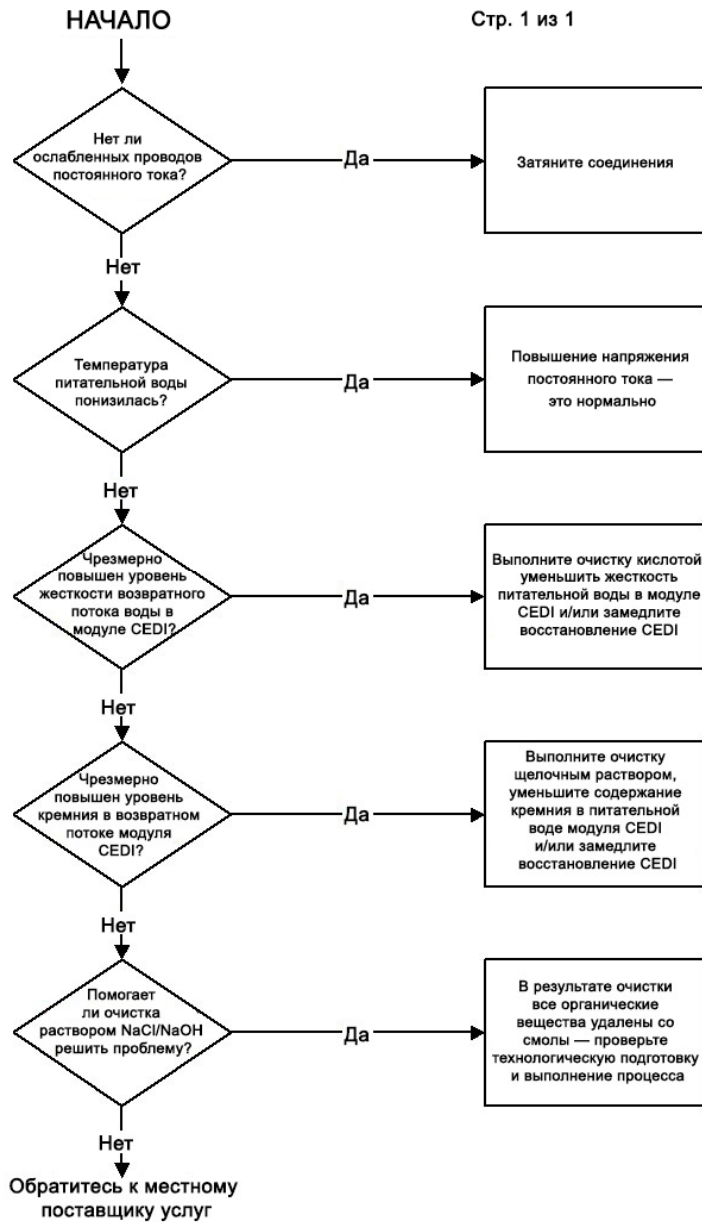 НАЧАЛО
Стр. 1 из 1
Нет ли
ослабленных проводов
постоянного тока?
Да
Затяните соединения
Нет
Температура
питательной воды
понизилась?
Да
Повышение напряжения
постоянного тока —
это нормально
Нет
Чрезмерно
повышен уровень
жесткости возвратного
потока воды в
модуле CEDI?
Да
Выполните очистку кислотой
уменьшить жесткость
питательной воды в модуле
CEDI и/или замедлите
восстановление CEDI
Нет
Чрезмерно
повышен уровень
кремния в возвратном
потоке модуля
CEDI?
Да
Выполните очистку
щелочным раствором,
уменьшите содержание
кремния в питательной
воде модуля CEDI
и/или замедлите
восстановление CEDI
Нет
Помогает
ли очистка
раствором NaCl/NaOH
решить проблему?
Да
В результате очистки
все органические
вещества удалены со
смолы — проверьте
технологическую подготовку
и выполнение процесса
Нет
Обратитесь к местному
поставщику услуг